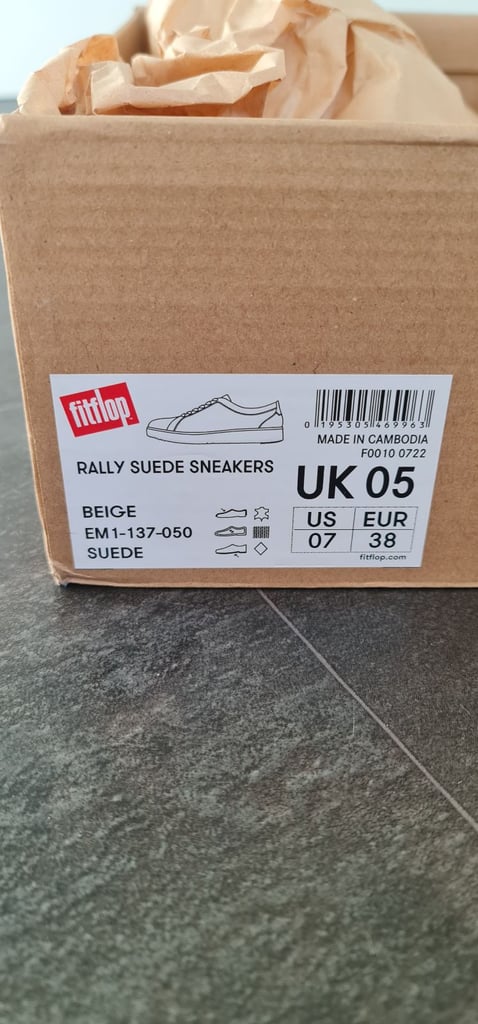 fitflop
0 195305 469963
MADE IN CAMBODIA
F0010 0722
RALLY SUEDE SNEAKERS
UK 05
BEIGE
EM1-137-050
SUEDE
US EUR
07 38
fitflop.com